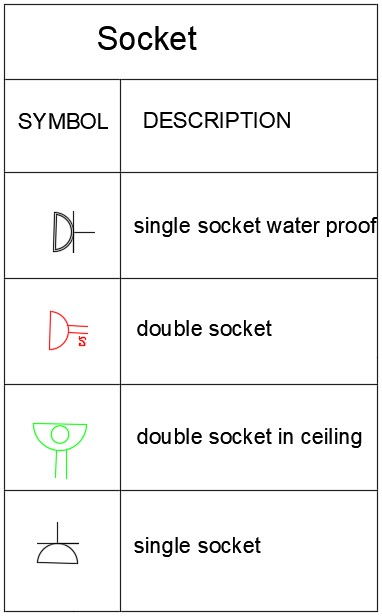 Socket
SYMBOL DESCRIPTION
single socket water proof
double socket
double socket in ceiling
single socket